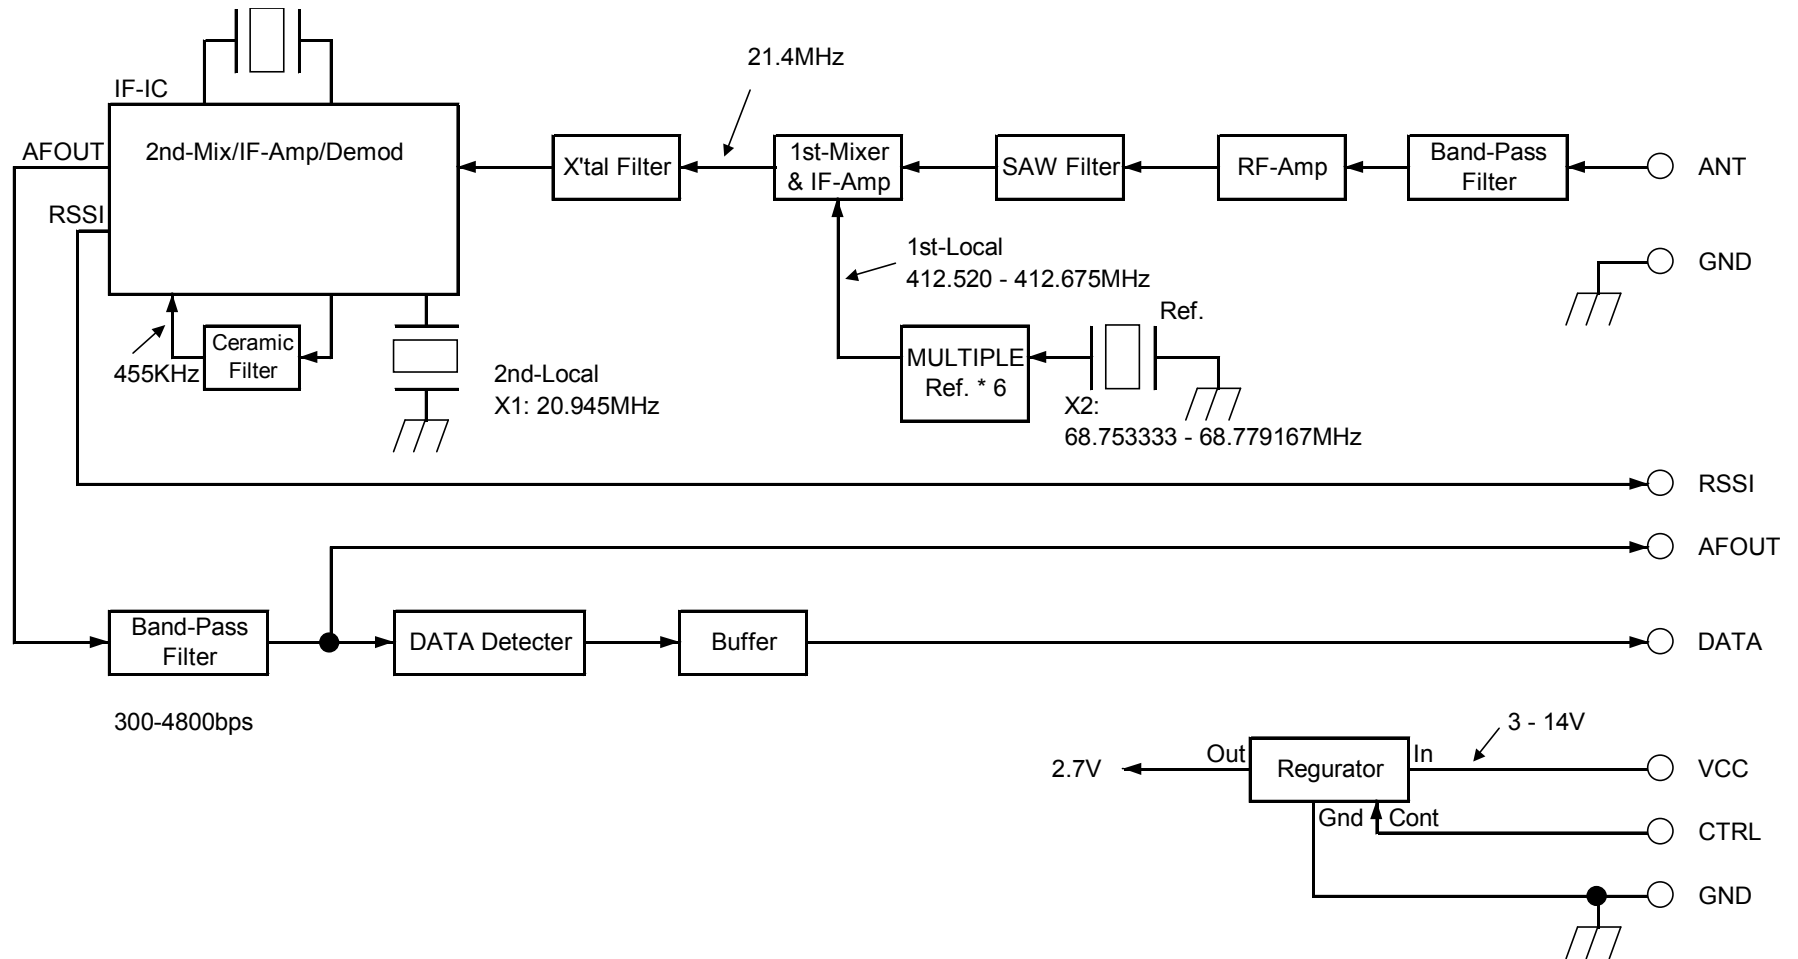 21.4MHz
IF-IC
AFOUT
2nd-Mix/IF-Amp/Demod
X'tal Filter
1st-Mixer
& IF-Amp
SAW Filter
RF-Amp
Band-Pass
Filter
ANT
RSSI
1st-Local
412.520 - 412.675MHz
GND
Ref.
Ceramic
Filter
455KHz
2nd-Local
X1: 20.945MHz
MULTIPLE
Ref. * 6
X2:
68.753333 - 68.779167MHz
RSSI
AFOUT
Band-Pass
Filter
DATA Detecter
Buffer
DATA
300-4800bps
3 - 14V
2.7V
Out
Regurator
In
VCC
Gnd
Cont
CTRL
GND